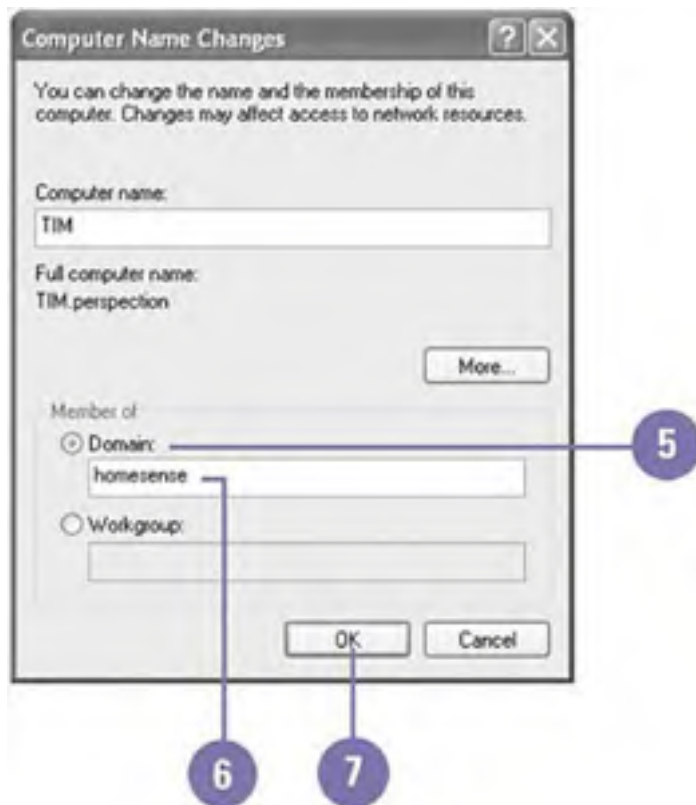 Computer Name Changes
You can change the name and the membership of this
computer. Changes may affect access to network resources.
Computer name:
TIM
Full computer name:
TIM.perspection
More...
Member of
Domain:
5
homesense
Workgroup:
OK
Cancel
6
7